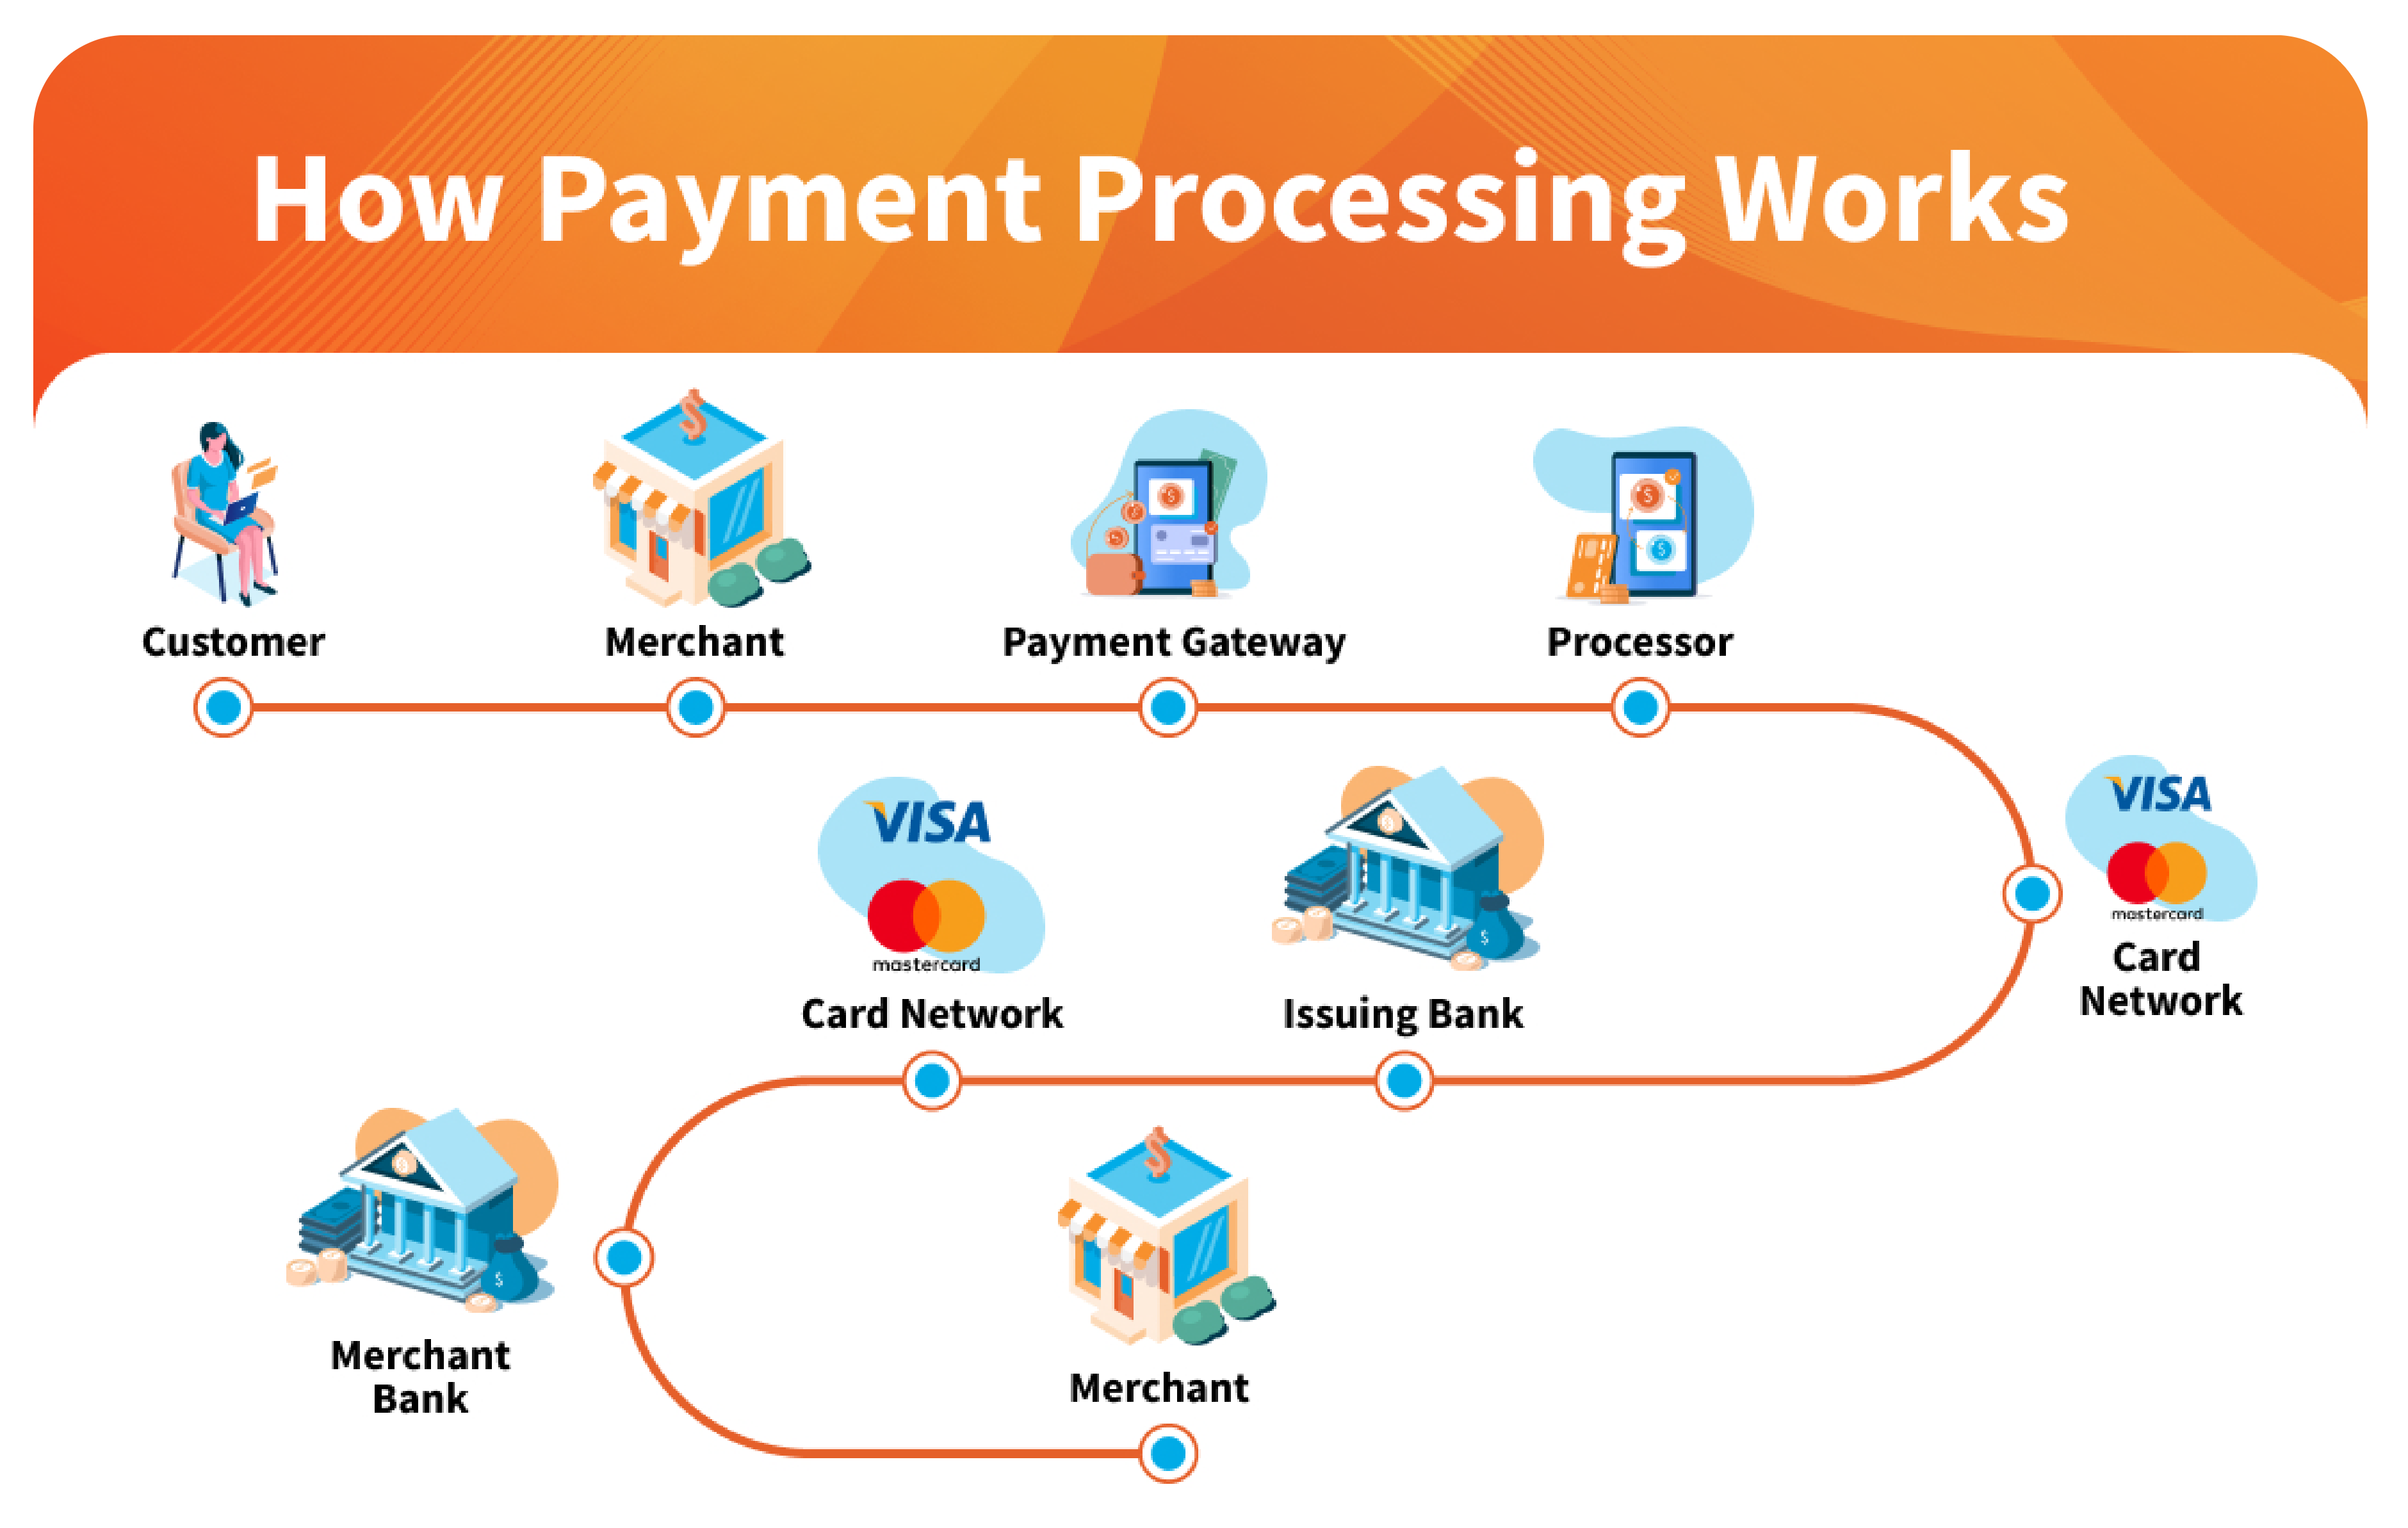 How Payment Processing Works
Customer
Merchant
Payment Gateway
Processor
VISA
mastercard
Card
Network
VISA
mastercard
Card Network
Issuing Bank
Merchant
Bank
Merchant